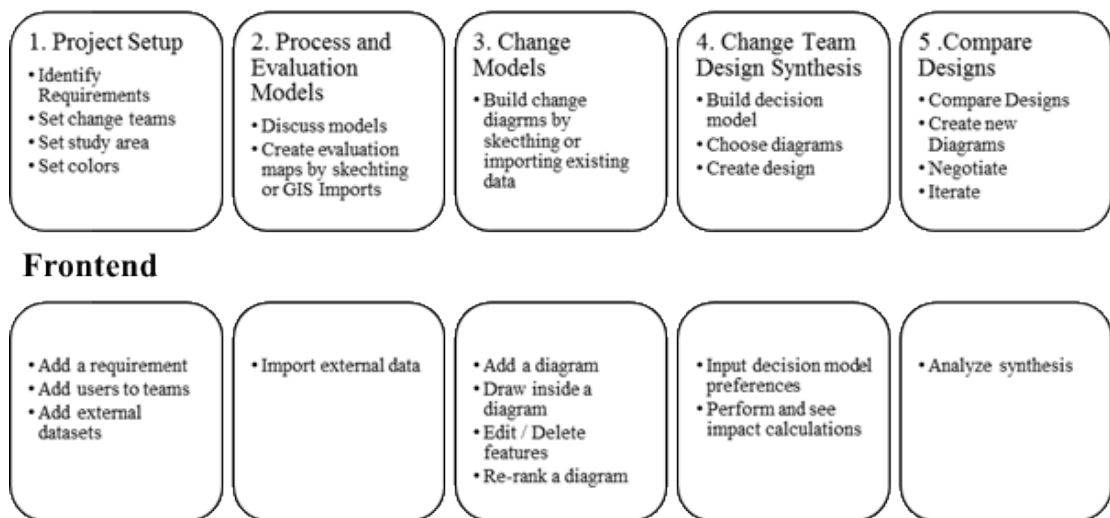 1. Project Setup
• Identify
Requirements
• Set change teams
• Set study area
• Set colors
2. Process and
Evaluation
Models
• Discuss models
• Create evaluation
maps by skechting
or GIS Imports
3. Change
Models
• Build change
diagrms by
skecthing or
importing existing
data
4. Change Team
Design Synthesis
• Build decision
model
• Choose diagrams
• Create design
5 .Compare
Designs
• Compare Designs
• Create new
Diagrams
• Negotiate
• Iterate
Frontend
• Add a requirement
• Add users to teams
• Add external
datasets
• Import external data
• Add a diagram
• Draw inside a
diagram
• Edit / Delete
features
• Re-rank a diagram
• Input decision model
preferences
• Perform and see
impact calculations
• Analyze synthesis